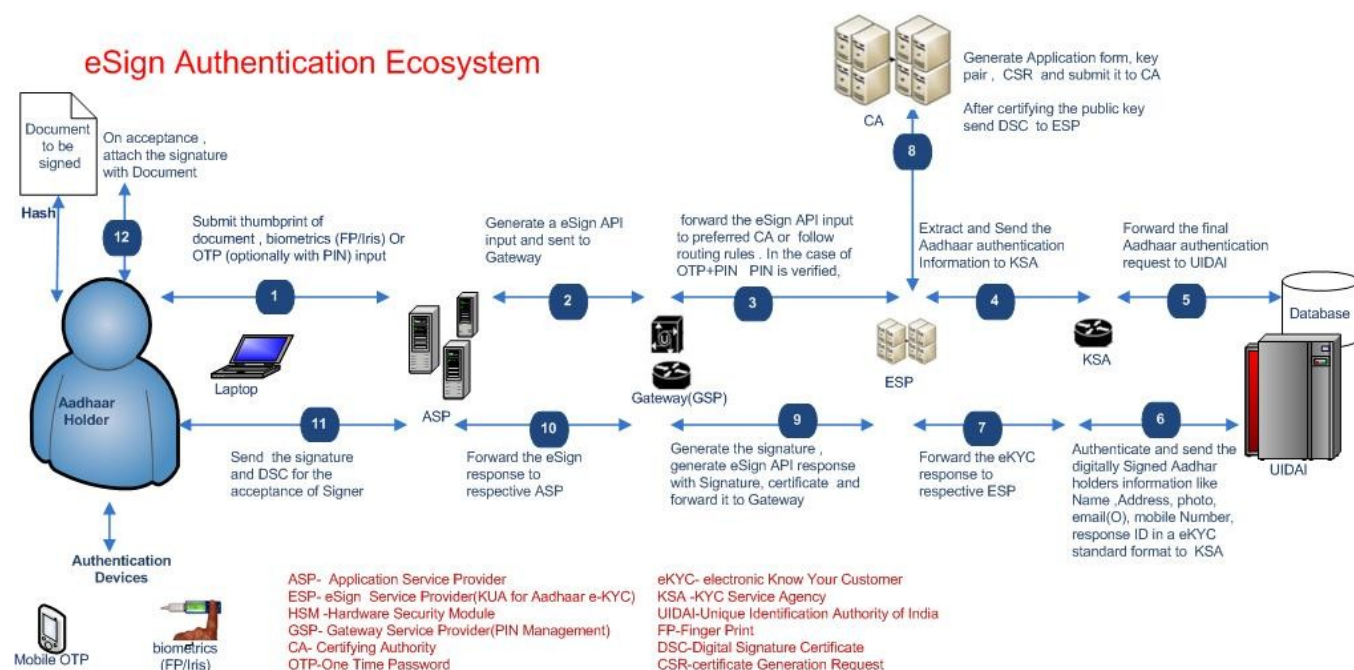 eSign Authentication Ecosystem
Document
to be
signed
On acceptance ,
attach the signature
with Document
Hash
12
CA
Generate Application form, key
pair , CSR and submit it to CA
After certifying the public key
send DSC to ESP
8
Submit thumbprint of
document , biometrics (FP/Iris) Or
OTP (optionally with PIN) input
1
Generate a eSign API
input and sent to
Gateway
2
forward the eSign API input
to preferred CA or follow
routing rules . In the case of
OTP+PIN PIN is verified,
3
Extract and Send the
Aadhaar authentication
Information to KSA
4
Forward the final
Aadhaar authentication
request to UIDAI
5
Database
Aadhaar
Holder
Laptop
ASP
U
Gateway(GSP)
ESP
KSA
UIDAI
11
Send the signature
and DSC for the
acceptance of Signer
10
Forward the eSign
response to
respective ASP
9
Generate the signature ,
generate eSign API response
with Signature, certificate and
forward it to Gateway
7
Forward the eKYC
response to
respective ESP
6
Authenticate and send the
digitally Signed Aadhar
holders information like
Name ,Address, photo,
email(O), mobile Number,
response ID in a eKYC
standard format to KSA
Authentication
Devices
Mobile OTP
biometrics
(FP/Iris)
ASP- Application Service Provider
ESP- eSign Service Provider(KUA for Aadhaar e-KYC)
HSM -Hardware Security Module
GSP- Gateway Service Provider(PIN Management)
CA- Certifying Authority
OTP-One Time Password
eKYC- electronic Know Your Customer
KSA -KYC Service Agency
UIDAI-Unique Identification Authority of India
FP-Finger Print
DSC-Digital Signature Certificate
CSR-certificate Generation Request